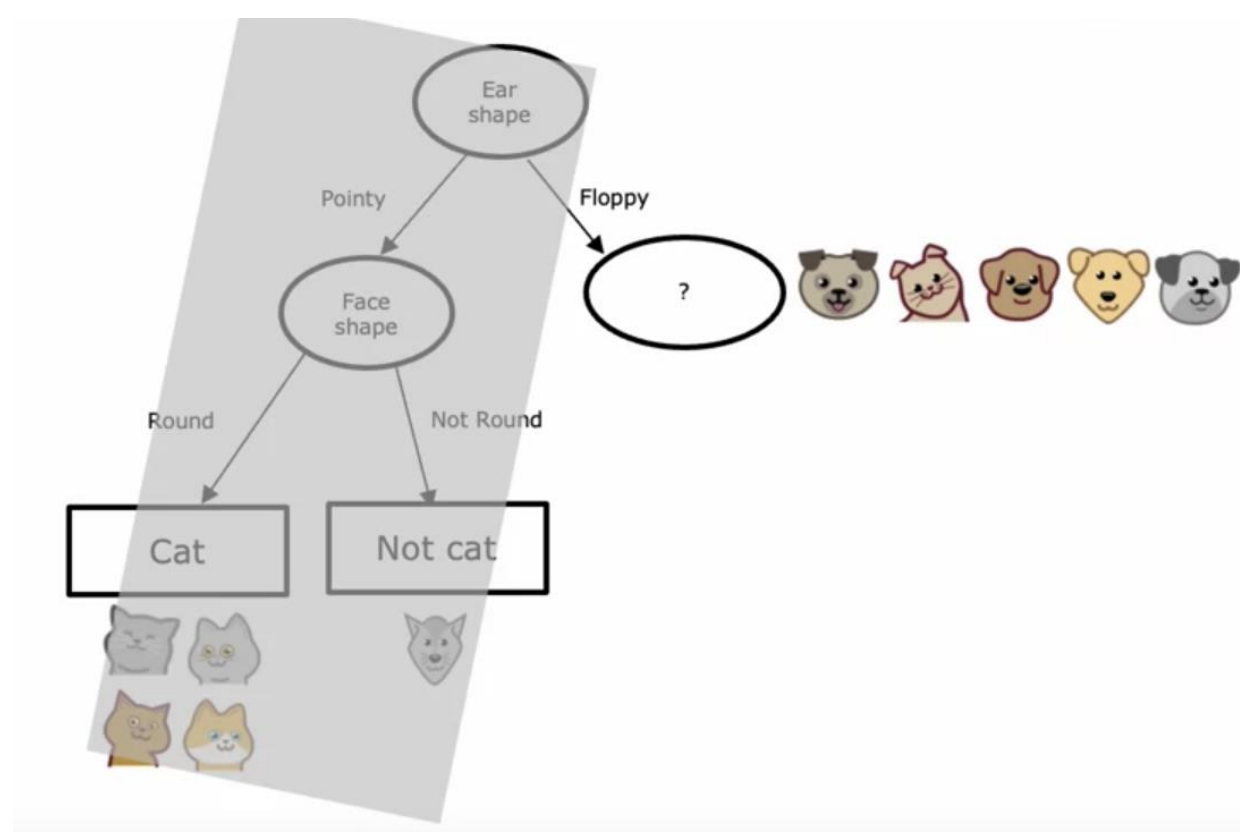 Ear
shape
Pointy
Floppy
?
Face
shape
Round
Not Round
Cat
Not cat